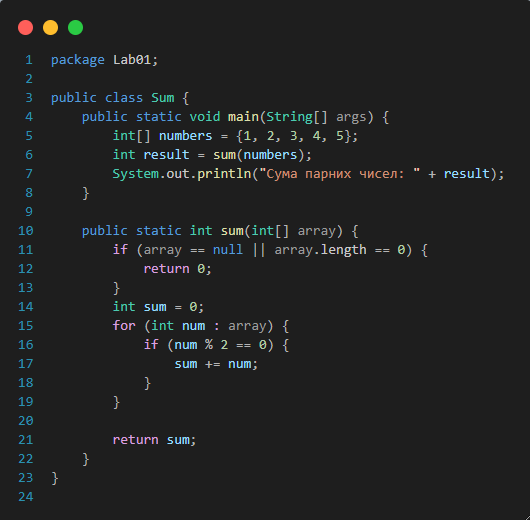 1 package Lab01;
2
3 public class Sum {
4     public static void main(String[] args) {
5         int[] numbers = {1, 2, 3, 4, 5};
6         int result = sum(numbers);
7         System.out.println("Сума парних чисел: " + result);
8     }
9
10     public static int sum(int[] array) {
11         if (array == null || array.length == 0) {
12             return 0;
13         }
14         int sum = 0;
15         for (int num : array) {
16             if (num % 2 == 0) {
17                 sum += num;
18             }
19         }
20
21         return sum;
22     }
23 }
24